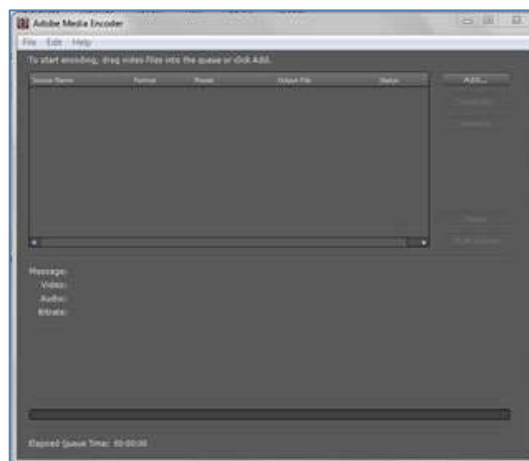 Adobe Media Encoder
File Edit Help
To start encoding, drag video files into the queue or click Add.
Source Name Format Preset Output File Status
Add...
Message:
Video:
Audio:
Bitrate:
Elapsed Queue Time: 00:00:00